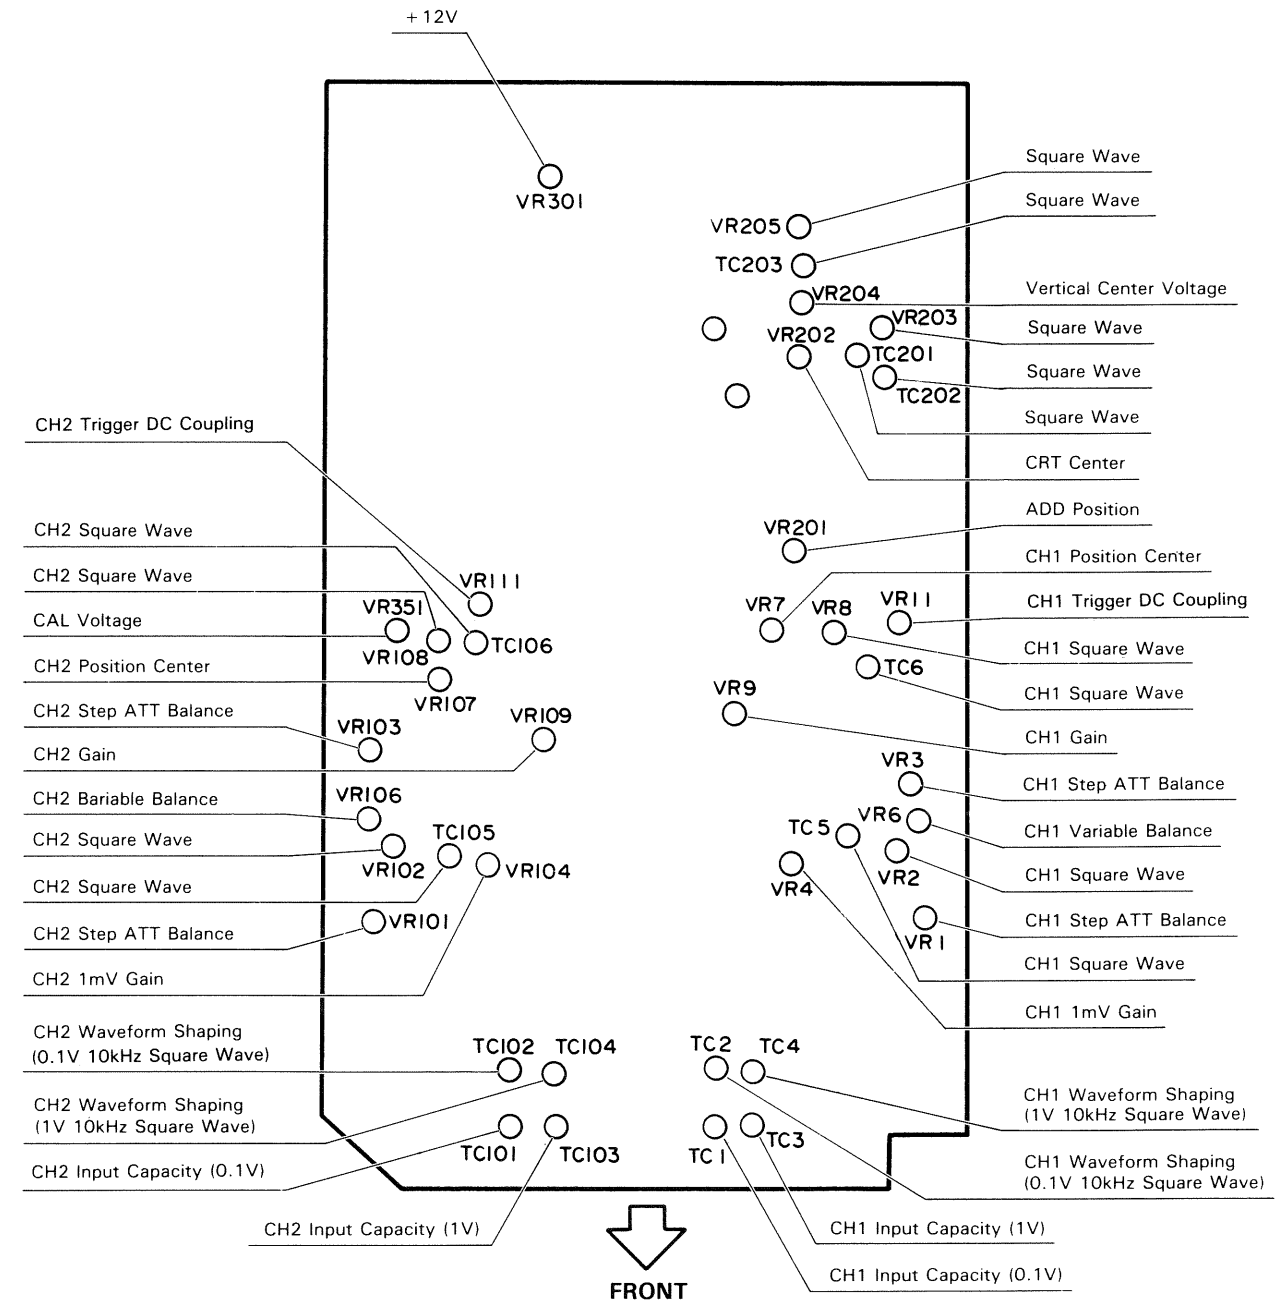 +12V
VR301
Square Wave
VR205
Square Wave
TC203
Vertical Center Voltage
VR204
VR203
Square Wave
VR202
TC201
Square Wave
TC202
Square Wave
CRT Center
CH2 Trigger DC Coupling
ADD Position
VR201
CH2 Square Wave
CH1 Position Center
CH2 Square Wave
VR111
VR351
VR7
VR8
VR11
CH1 Trigger DC Coupling
CAL Voltage
VR108
TC106
CH1 Square Wave
CH2 Position Center
TC6
VR107
VR9
CH1 Square Wave
CH2 Step ATT Balance
VR103
VR109
CH1 Gain
CH2 Gain
VR3
CH1 Step ATT Balance
CH2 Bariable Balance
VR106
VR6
TC5
CH1 Variable Balance
CH2 Square Wave
TC105
VR102
VR104
VR4
VR2
CH1 Square Wave
CH2 Square Wave
VR101
CH1 Step ATT Balance
CH2 Step ATT Balance
VR1
CH1 Square Wave
CH2 1mV Gain
CH1 1mV Gain
CH2 Waveform Shaping
(0.1V 10kHz Square Wave)
TC102
TC104
TC2
TC4
CH2 Waveform Shaping
(1V 10kHz Square Wave)
CH1 Waveform Shaping
(1V 10kHz Square Wave)
TC101
TC103
TC1
TC3
CH2 Input Capacity (0.1V)
CH1 Waveform Shaping
(0.1V 10kHz Square Wave)
CH2 Input Capacity (1V)
CH1 Input Capacity (1V)
CH1 Input Capacity (0.1V)
FRONT